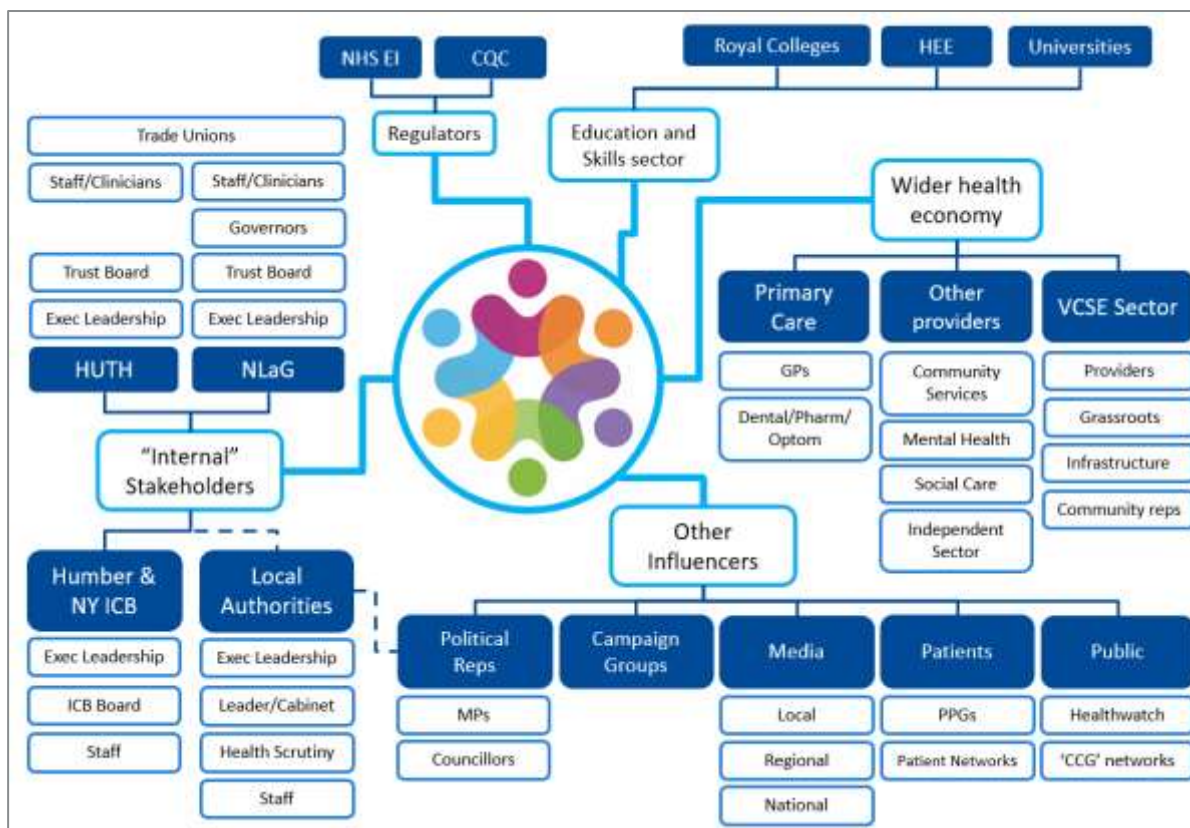 NHS EI
CQC
Regulators
Royal Colleges
HEE
Universities
Education and
Skills sector
Trade Unions
Staff/Clinicians
Staff/Clinicians
Governors
Trust Board
Trust Board
Exec Leadership
Exec Leadership
HUTH
NLaG
"Internal"
Stakeholders
Humber &
NY ICB
Exec Leadership
ICB Board
Staff
Local
Authorities
Exec Leadership
Leader/Cabinet
Health Scrutiny
Staff
Wider health
economy
Primary
Care
GPs
Dental/Pharm/
Optom
Other
providers
Community
Services
Mental Health
Social Care
Independent
Sector
VCSE Sector
Providers
Grassroots
Infrastructure
Community reps
Other
Influencers
Political
Reps
MPs
Councillors
Campaign
Groups
Media
Local
Regional
National
Patients
PPGs
Patient Networks
Public
Healthwatch
'CCG' networks